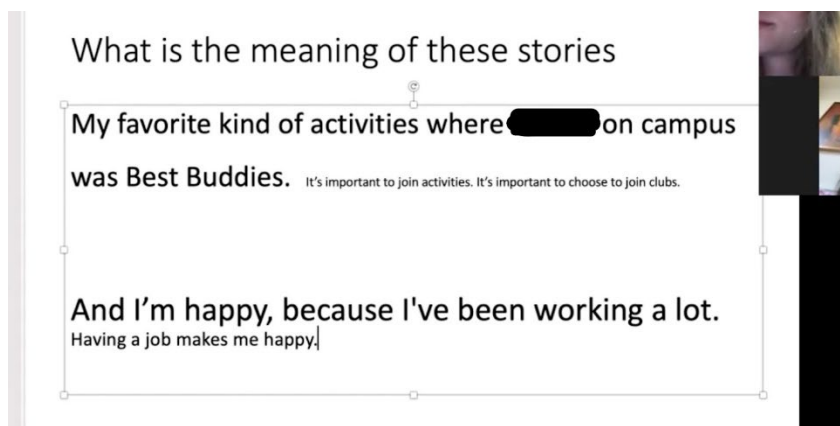 What is the meaning of these stories
My favorite kind of activities where on campus
was Best Buddies. It's important to join activities. It's important to choose to join clubs.
And I'm happy, because I've been working a lot.
Having a job makes me happy.